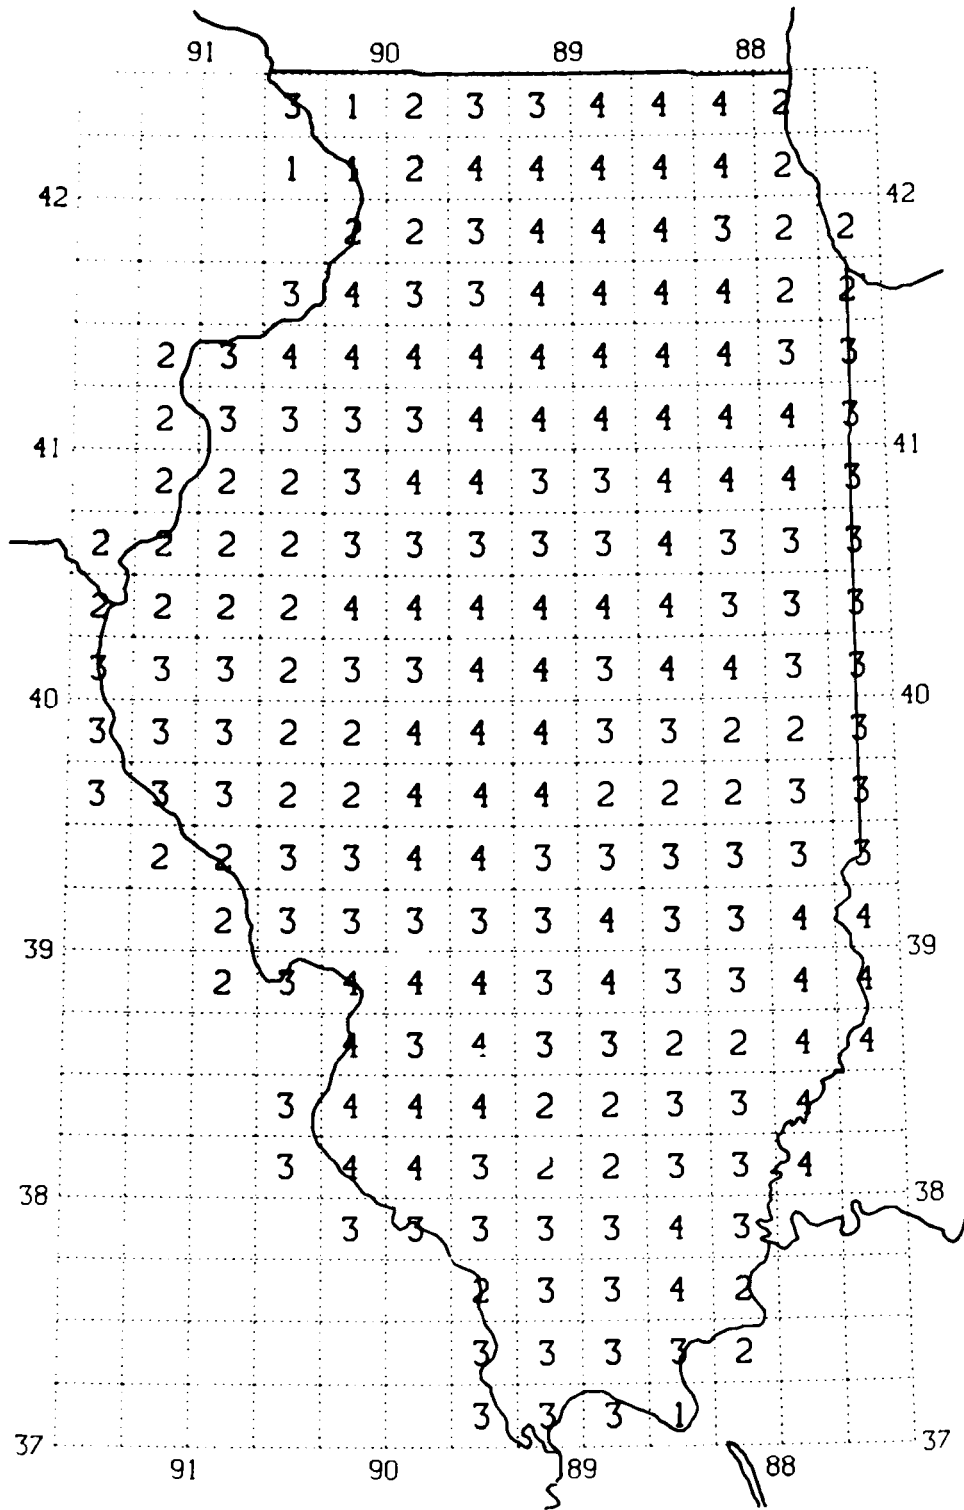 91 90 89 88
3 1 2 3 3 4 4 4 2
1 1 2 4 4 4 4 4 2
42 42
2 2 3 4 4 4 3 2 2
3 4 3 3 4 4 4 4 2 2
2 3 4 4 4 4 4 4 4 4 3 3
2 3 3 3 3 4 4 4 4 4 4 3
41 41
2 2 2 3 4 4 3 3 4 4 4 3
2 2 2 2 3 3 3 3 3 4 3 3 3
2 2 2 2 4 4 4 4 4 4 3 3 3
3 3 3 2 3 3 4 4 3 4 4 3 3
40 40
3 3 3 2 2 4 4 4 3 3 2 2 3
3 3 3 2 2 4 4 4 2 2 2 3 3
2 2 3 3 4 4 3 3 3 3 3 3
2 3 3 3 3 3 4 3 3 4 4
39 39
2 3 4 4 4 3 4 3 3 4 4
4 3 4 3 3 2 2 4 4
3 4 4 4 2 2 3 3 4
3 4 4 3 2 2 3 3 4
38 38
3 3 3 3 3 4 3
2 3 3 4 2
3 3 3 3 2
3 3 3 1
37 37
91 90 89 88